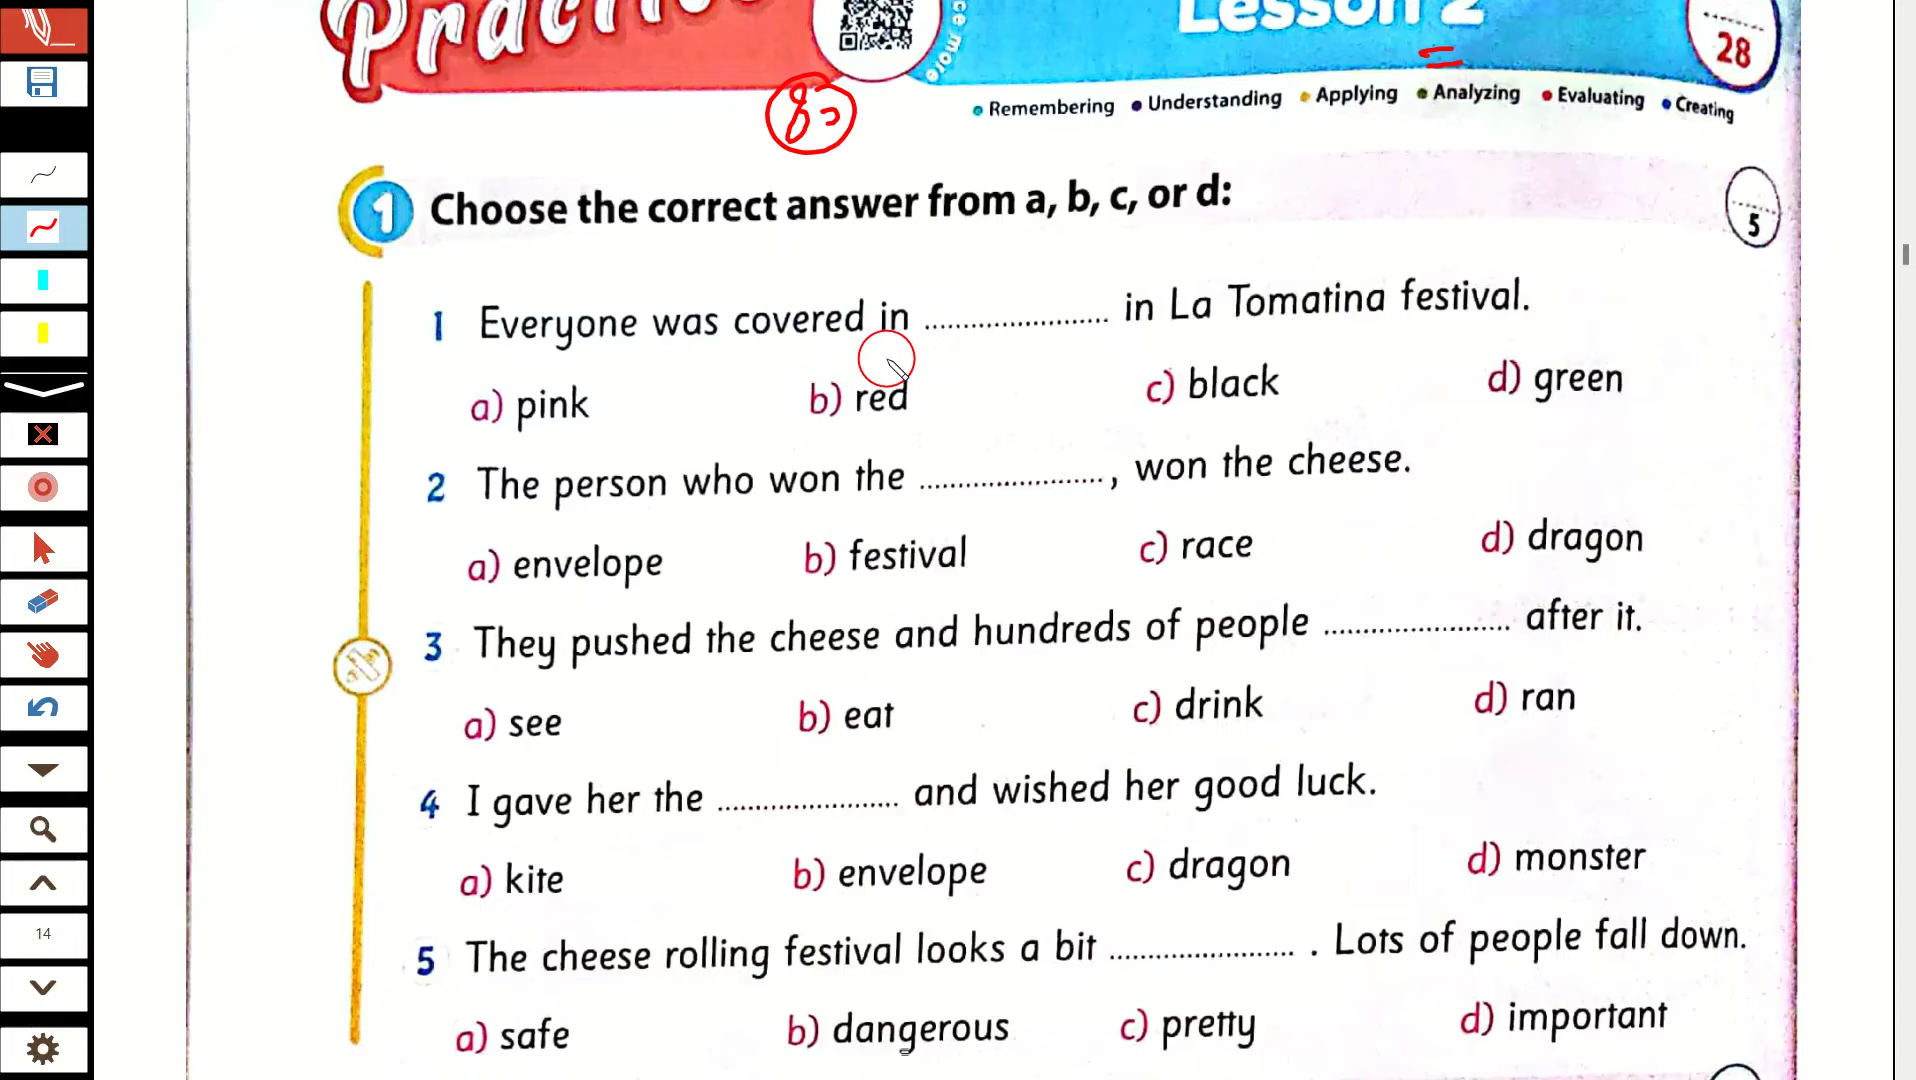 Practice
ce more
Lesson 2
28
83
Remembering Understanding Applying Analyzing Evaluating Creating
1 Choose the correct answer from a, b, c, or d:
5
1 Everyone was covered in ........................ in La Tomatina festival.
a) pink b) red c) black d) green
2 The person who won the ........................, won the cheese.
a) envelope b) festival c) race d) dragon
3 They pushed the cheese and hundreds of people ........................ after it.
a) see b) eat c) drink d) ran
4 I gave her the ........................ and wished her good luck.
a) kite b) envelope c) dragon d) monster
5 The cheese rolling festival looks a bit ........................ . Lots of people fall down.
a) safe b) dangerous c) pretty d) important
14